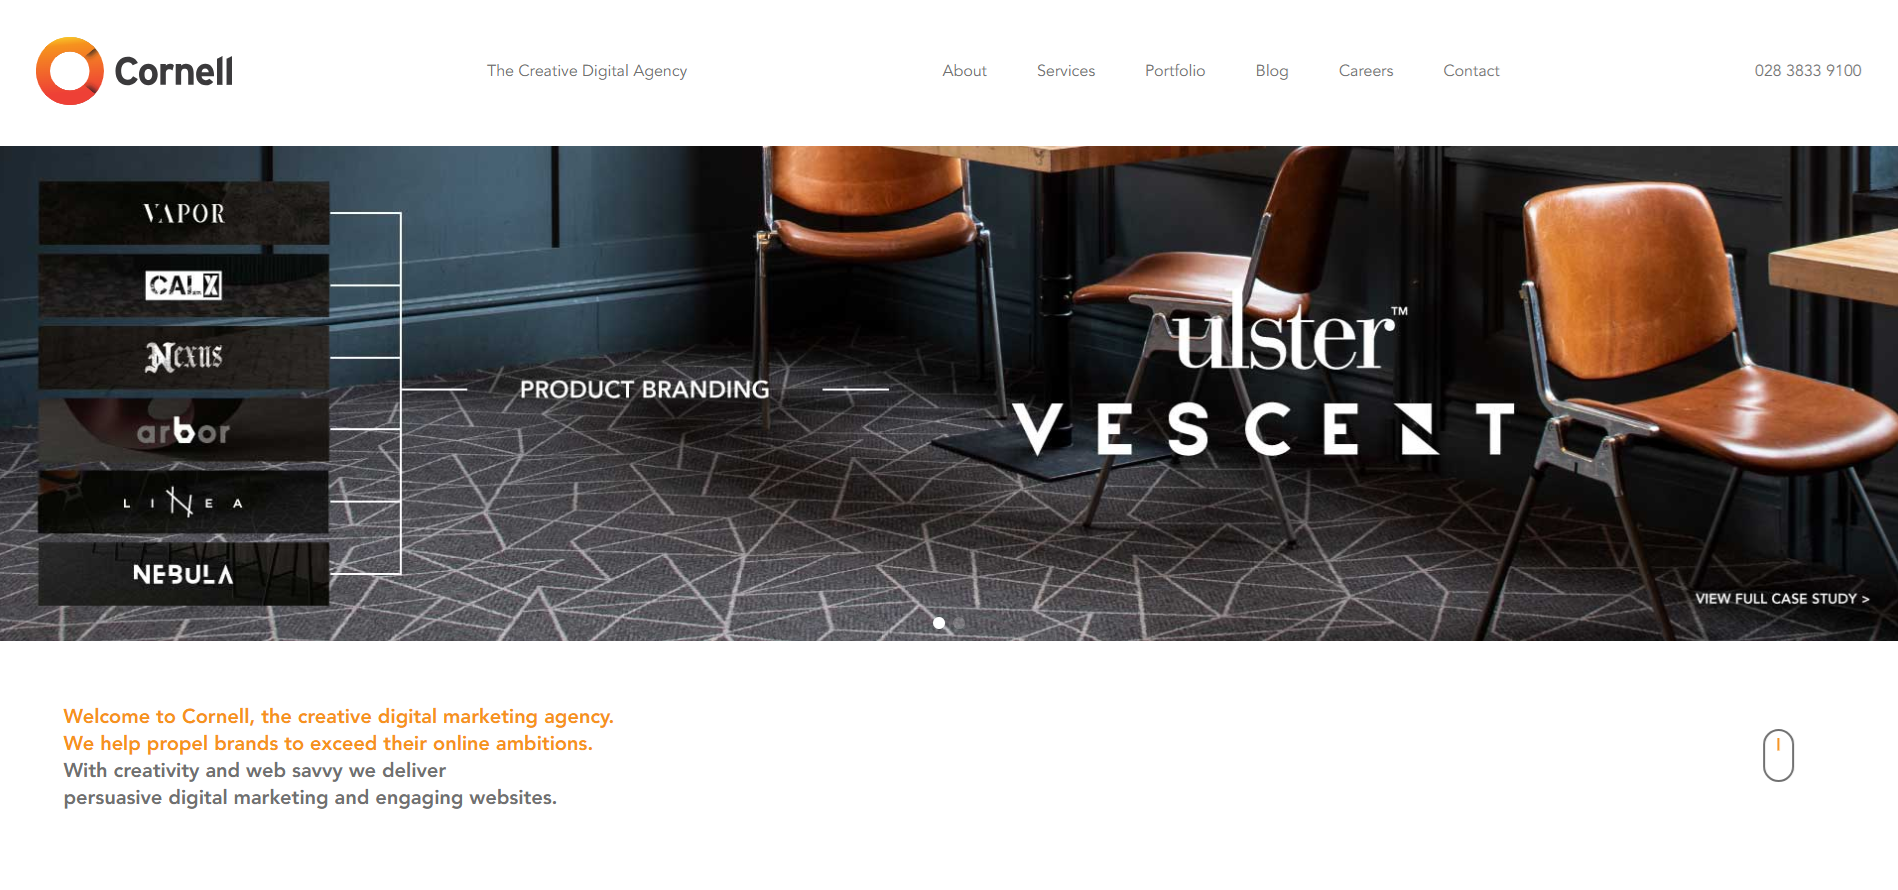 Cornell
The Creative Digital Agency
About
Services
Portfolio
Blog
Careers
Contact
028 3833 9100
VAPOR
CALX
Nexus
arbor
LINEA
NEBULA
PRODUCT BRANDING
ulster™
VESCENT
VIEW FULL CASE STUDY >
Welcome to Cornell, the creative digital marketing agency.
We help propel brands to exceed their online ambitions.
With creativity and web savvy we deliver
persuasive digital marketing and engaging websites.